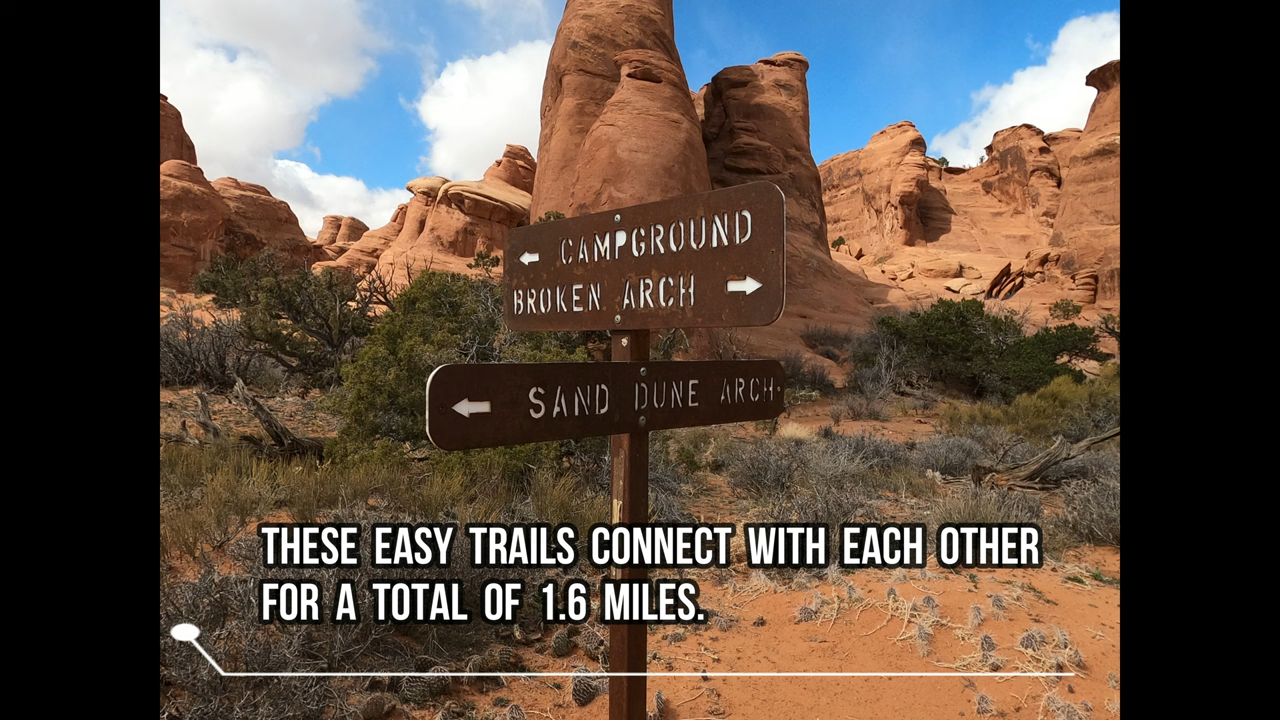 ← CAMPGROUND
BROKEN ARCH →
← SAND DUNE ARCH
THESE EASY TRAILS CONNECT WITH EACH OTHER
FOR A TOTAL OF 1.6 MILES.